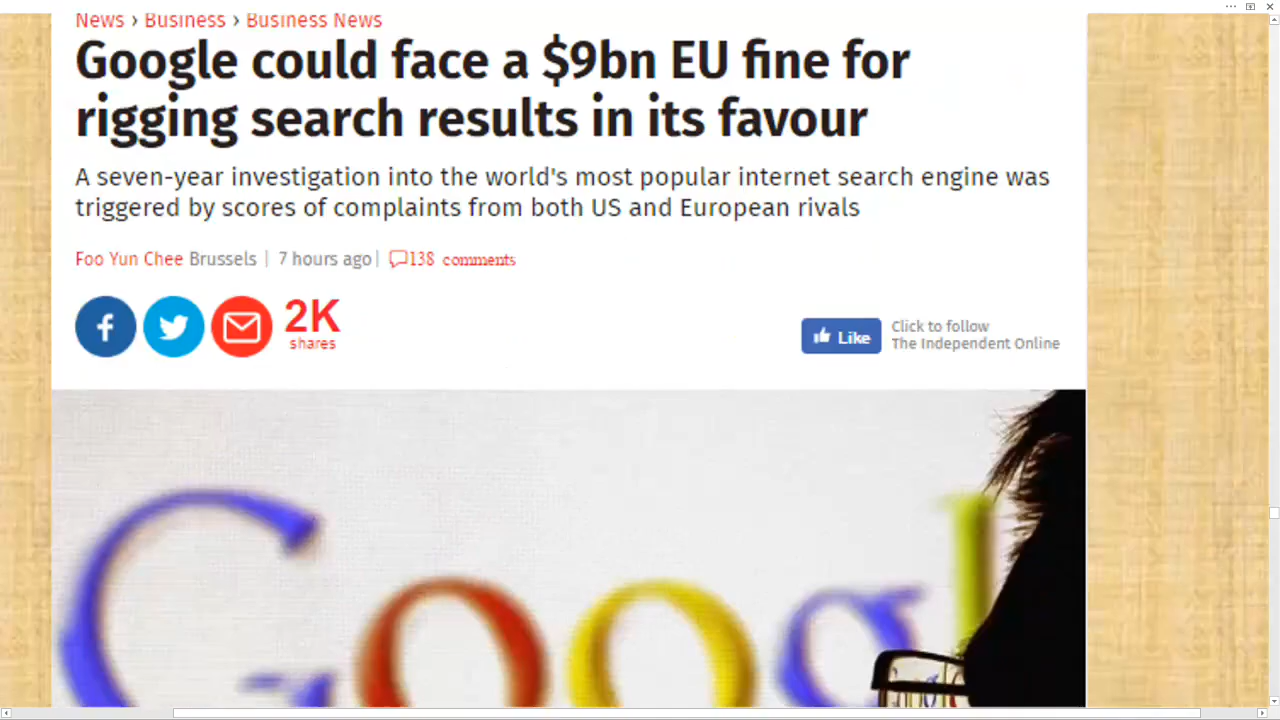 News › Business › Business News
Google could face a $9bn EU fine for
rigging search results in its favour
A seven-year investigation into the world's most popular internet search engine was
triggered by scores of complaints from both US and European rivals
Foo Yun Chee Brussels | 7 hours ago | 138 comments
2K
shares
Like
Click to follow
The Independent Online
Googl